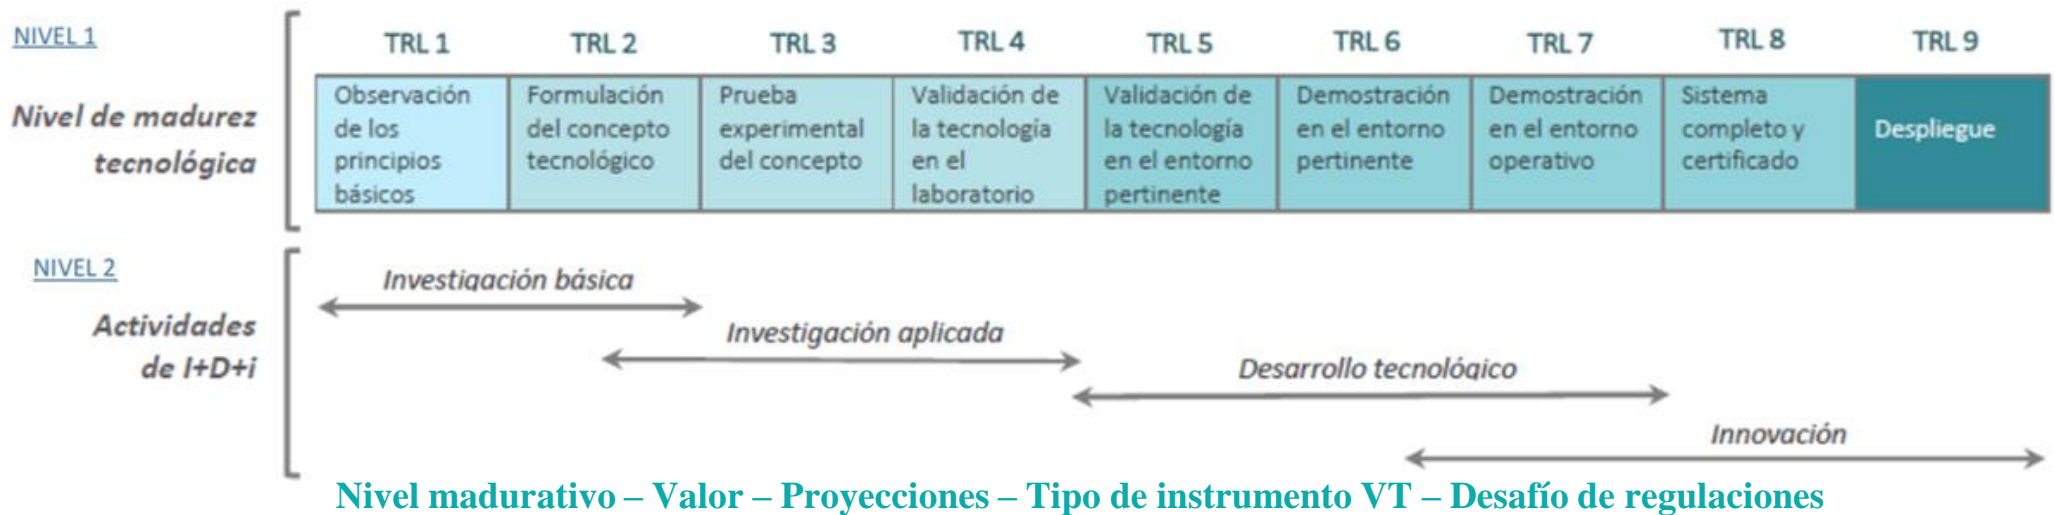 NIVEL 1
Nivel de madurez
tecnológica
TRL 1
TRL 2
TRL 3
TRL 4
TRL 5
TRL 6
TRL 7
TRL 8
TRL 9
Observación
de los
principios
básicos
Formulación
del concepto
tecnológico
Prueba
experimental
del concepto
Validación de
la tecnología
en el
laboratorio
Validación de
la tecnología
en el entorno
pertinente
Demostración
en el entorno
pertinente
Demostración
en el entorno
operativo
Sistema
completo y
certificado
Despliegue
NIVEL 2
Actividades
de I+D+i
Investigación básica
Investigación aplicada
Desarrollo tecnológico
Innovación
Nivel madurativo – Valor – Proyecciones – Tipo de instrumento VT – Desafío de regulaciones